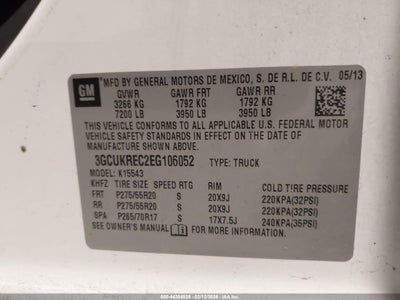 GM
MFD BY GENERAL MOTORS DE MEXICO, S. DE R.L. DE C.V. 05/13
GVWR GAWR FRT GAWR RR
3266 KG 1792 KG 1792 KG
7200 LB 3950 LB 3950 LB
THIS VEHICLE CONFORMS TO ALL APPLICABLE U.S. FEDERAL MOTOR
VEHICLE SAFETY STANDARDS IN EFFECT ON THE DATE OF
MANUFACTURE SHOWN ABOVE.
3GCUKREC2EG106052 TYPE: TRUCK
MODEL: K15543
KHFZ TIRE SIZE SPEED RTG RIM COLD TIRE PRESSURE
FRT P275/55R20 S 20X9J 220KPA(32PSI)
RR P275/55R20 S 20X9J 220KPA(32PSI)
SPA P265/70R17 S 17X7.5J 240KPA(35PSI)
SEE OWNER'S MANUAL FOR ADDITIONAL INFORMATION.